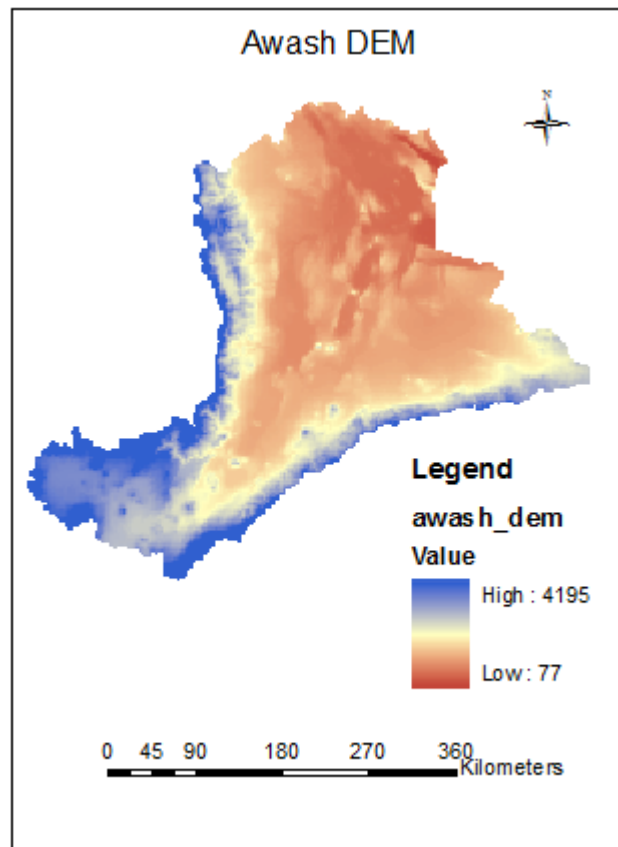 Awash DEM
N
Legend
awash_dem
Value
High : 4195
Low : 77
0 45 90 180 270 360
Kilometers